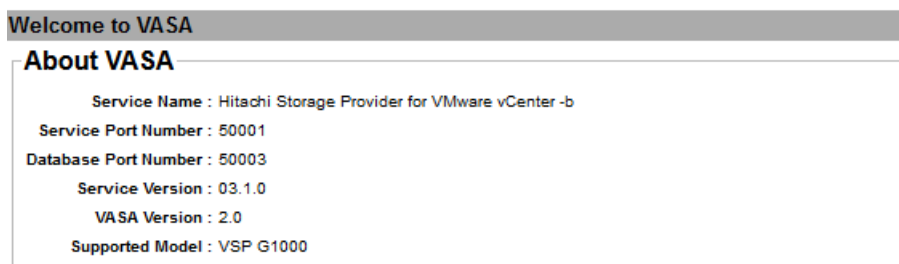 Welcome to VASA
About VASA
Service Name : Hitachi Storage Provider for VMware vCenter -b
Service Port Number : 50001
Database Port Number : 50003
Service Version : 03.1.0
VASA Version : 2.0
Supported Model : VSP G1000